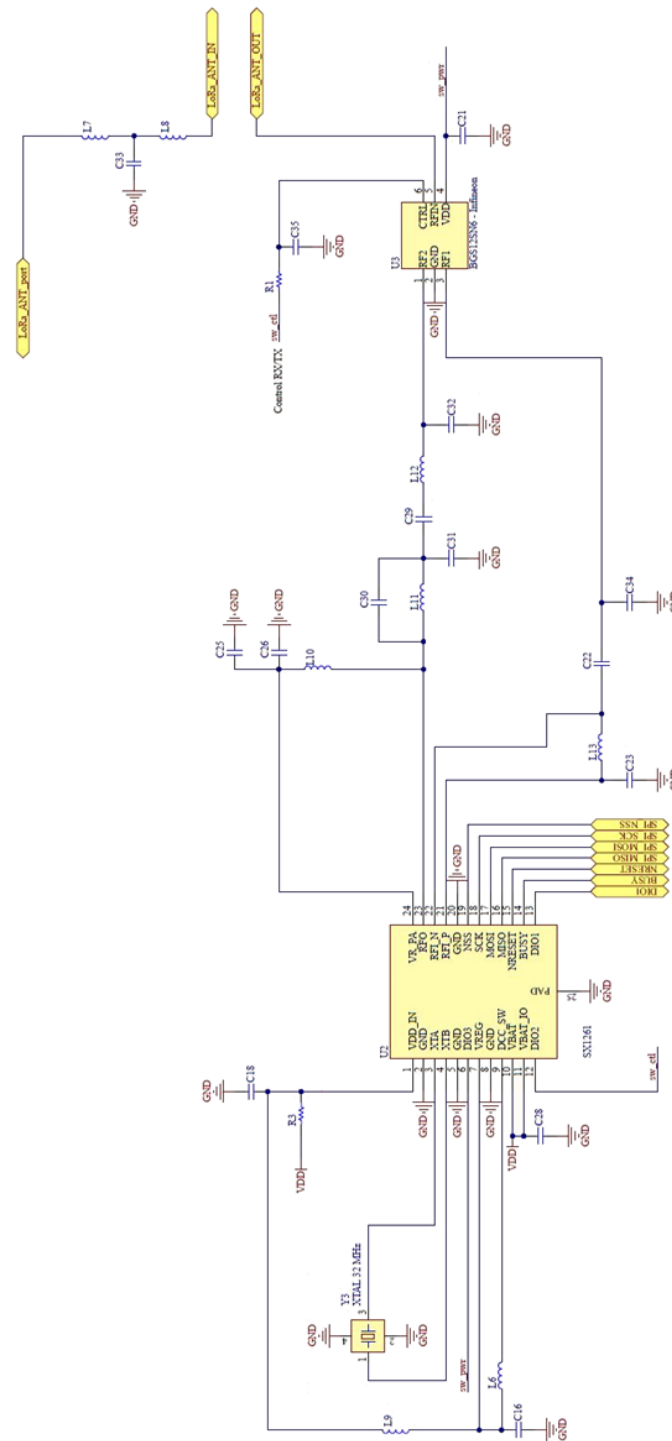 LoRa_ANT_port
L7
C33
GND
L8
LoRa_ANT_IN
LoRa_ANT_OUT
sw_pwr
C21
GND
Control RX/TX
sw_ctl
R1
C35
GND
U3
1
RF2
2
GND
3
RF1
CTRL
6
RFIN
5
VDD
4
BGS12SN6 - Infineon
GND
C32
GND
L12
C29
C31
GND
C30
L11
C25
GND
C26
GND
L10
C34
GND
C22
L13
C23
GND
GND
SPI_NSS
SPI_SCK
SPI_MOSI
SPI_MISO
NRESET
BUSY
DIO1
U2
SX1261
VR_PA
24
RFO
23
RFI_N
22
RFI_P
21
GND
20
NSS
19
SCK
18
MOSI
17
MISO
16
NRESET
15
BUSY
14
DIO1
13
PAD
25
GND
1
VDD_IN
2
GND
3
XTA
4
XTB
5
GND
6
DIO3
7
VREG
8
GND
9
DCC_SW
10
VBAT
11
VBAT_IO
12
DIO2
GND
GND
GND
GND
C18
R3
VDD
VDD
C28
GND
sw_ctl
Y3
XTAL 32 MHz
GND
4
3
1
2
GND
sw_pwr
L9
L6
C16
GND